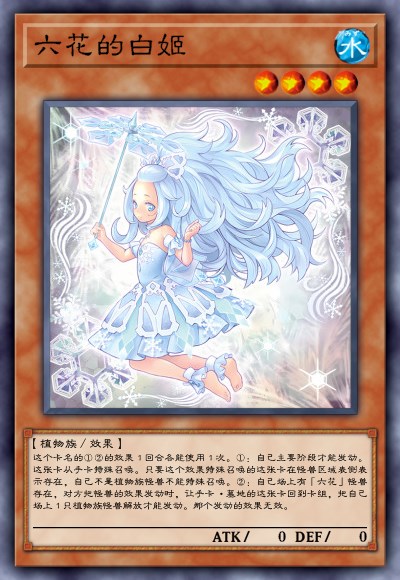 六花的白姬
水
【植物族／效果】
这个卡名的①②的效果1回合各能使用1次。①：自己主要阶段才能发动。
这张卡从手卡特殊召唤。只要这个效果特殊召唤的这张卡在怪兽区域表侧表
示存在，自己不是植物族怪兽不能特殊召唤。②：自己场上有「六花」怪兽
存在，对方把怪兽的效果发动时，让手卡・墓地的这张卡回到卡组，把自己
场上1只植物族怪兽解放才能发动。那个发动的效果无效。
ATK/ 0 DEF/ 0